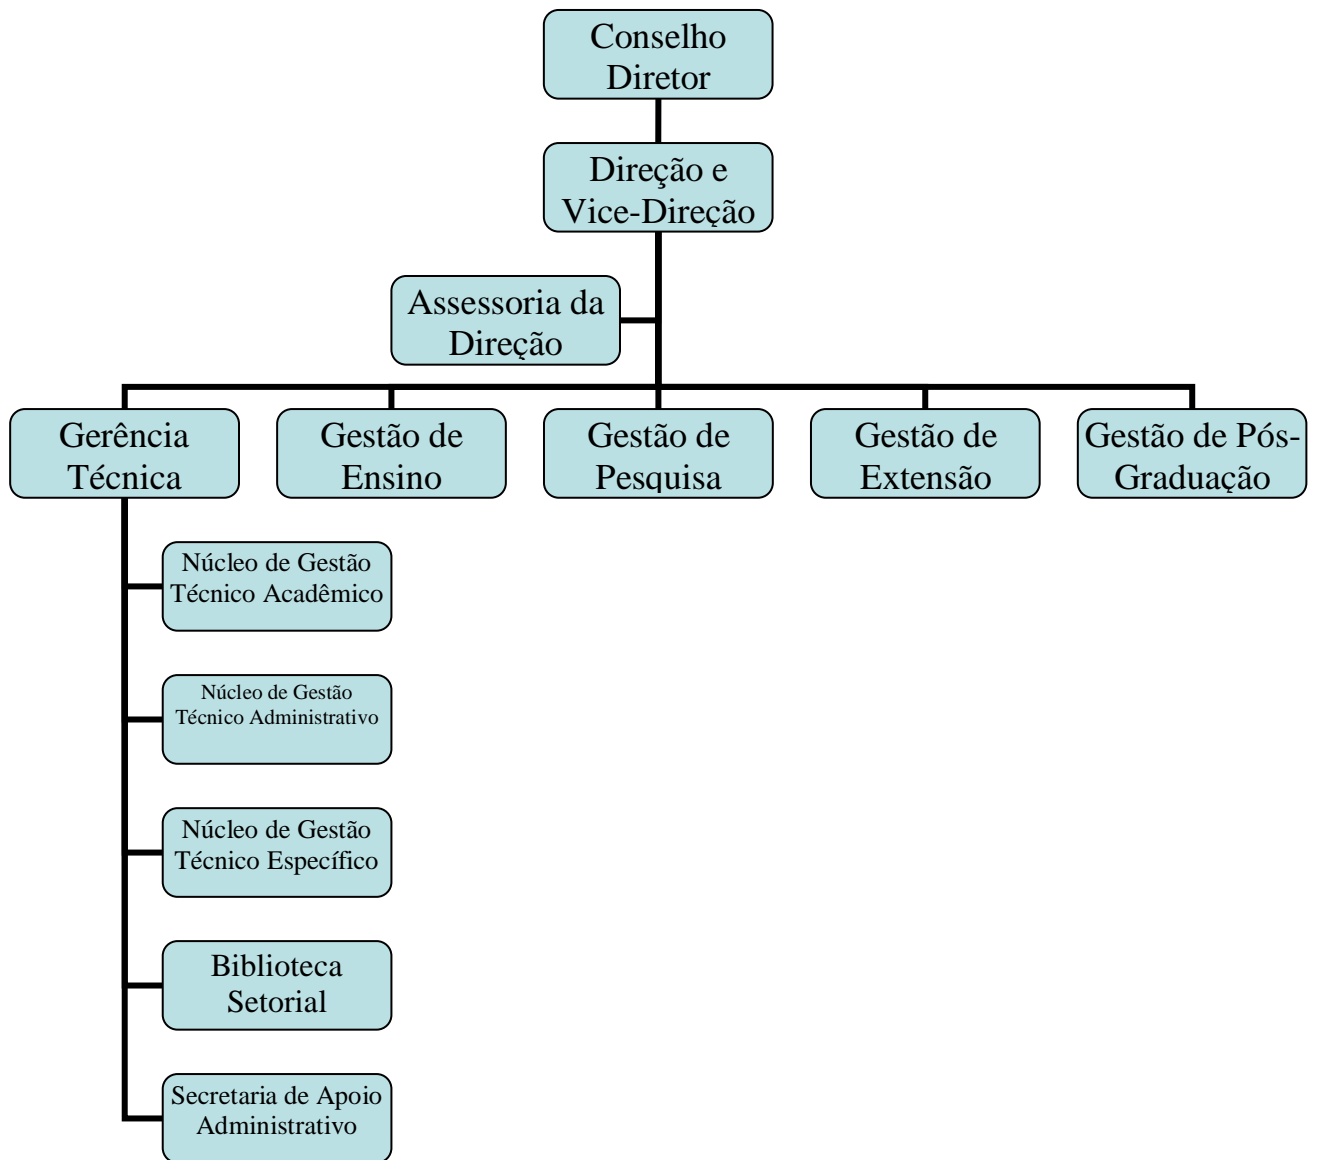 Conselho
Diretor
Direção e
Vice-Direção
Assessoria da
Direção
Gerência
Técnica
Gestão de
Ensino
Gestão de
Pesquisa
Gestão de
Extensão
Gestão de Pós-
Graduação
Núcleo de Gestão
Técnico Acadêmico
Núcleo de Gestão
Técnico Administrativo
Núcleo de Gestão
Técnico Específico
Biblioteca
Setorial
Secretaria de Apoio
Administrativo